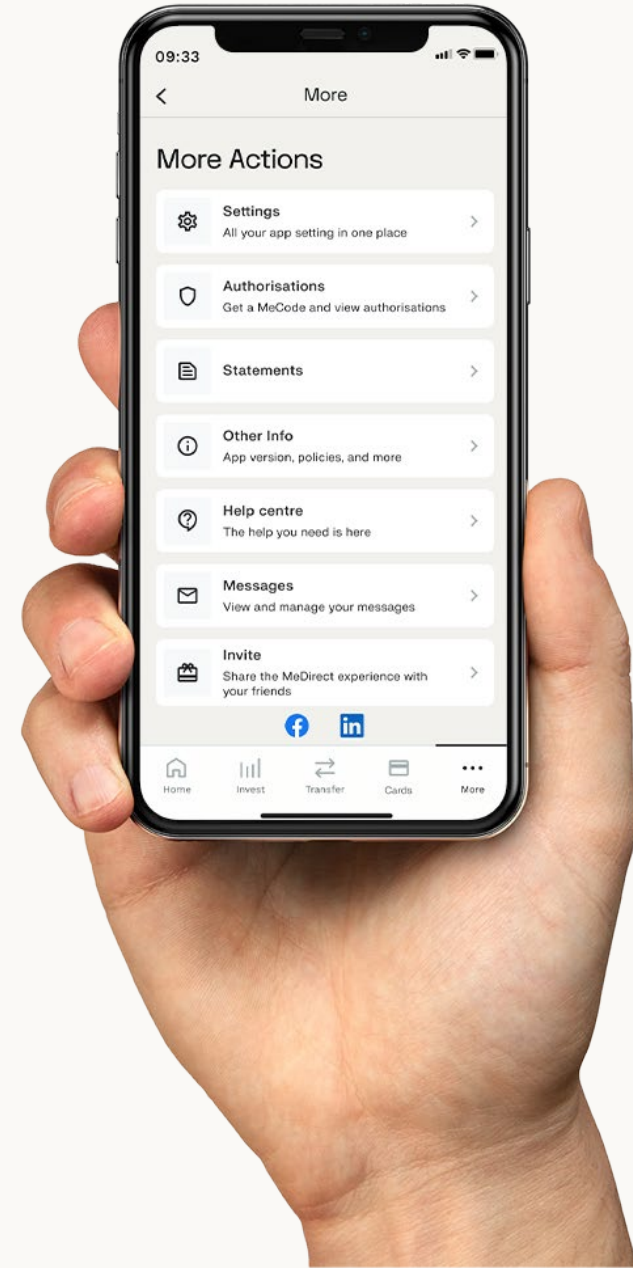 09:33
More
More Actions
Settings
All your app setting in one place
Authorisations
Get a MeCode and view authorisations
Statements
Other Info
App version, policies, and more
Help centre
The help you need is here
Messages
View and manage your messages
Invite
Share the MeDirect experience with
your friends
in
Home Invest Transfer Cards More